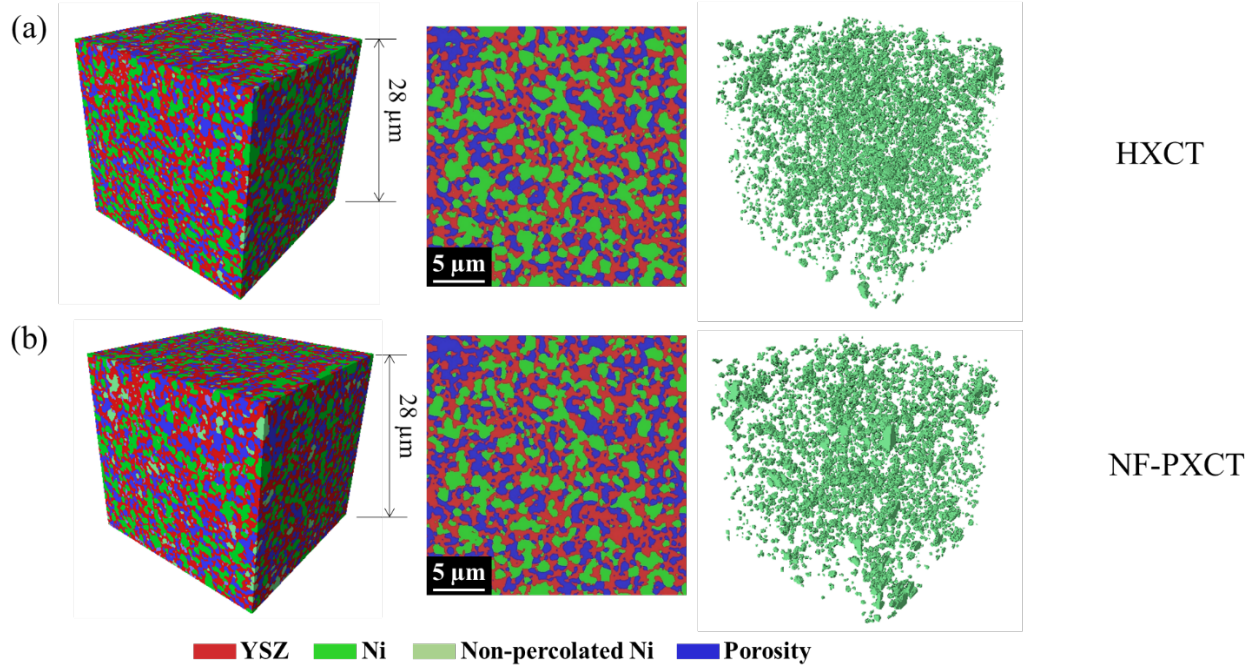 (a)
28 µm
5 µm
HXCT
(b)
28 µm
5 µm
NF-PXCT
YSZ Ni Non-percolated Ni Porosity